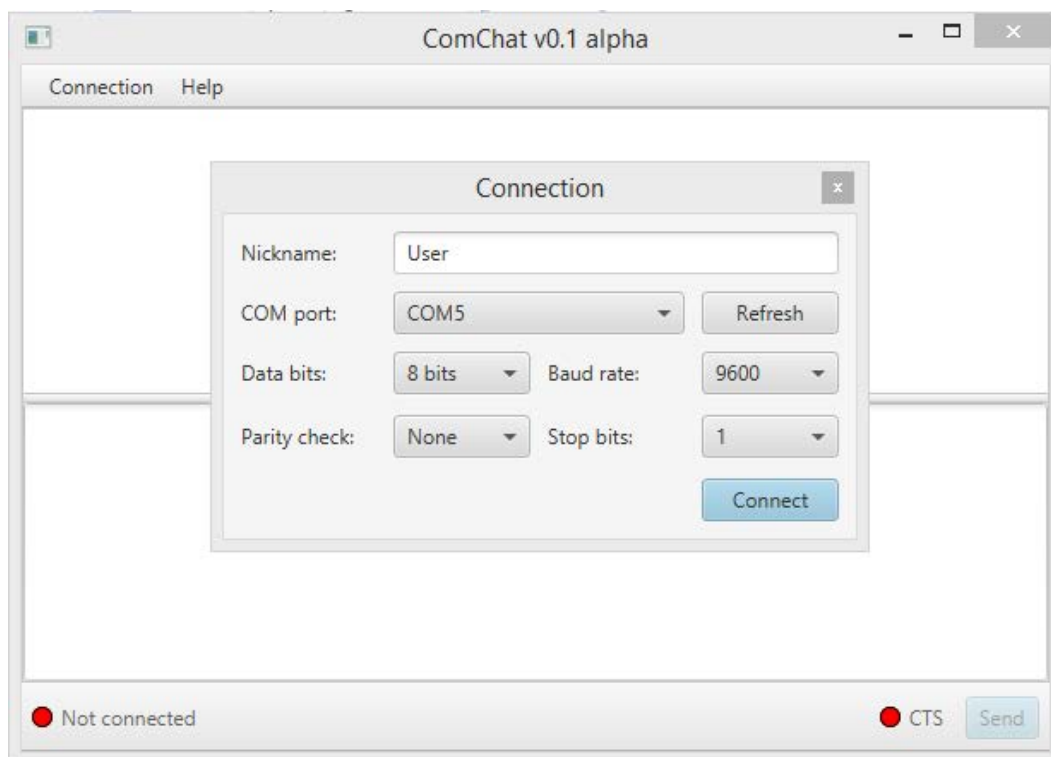 ComChat v0.1 alpha
Connection Help
Connection
Nickname: User
COM port: COM5 Refresh
Data bits: 8 bits Baud rate: 9600
Parity check: None Stop bits: 1
Connect
Not connected CTS Send